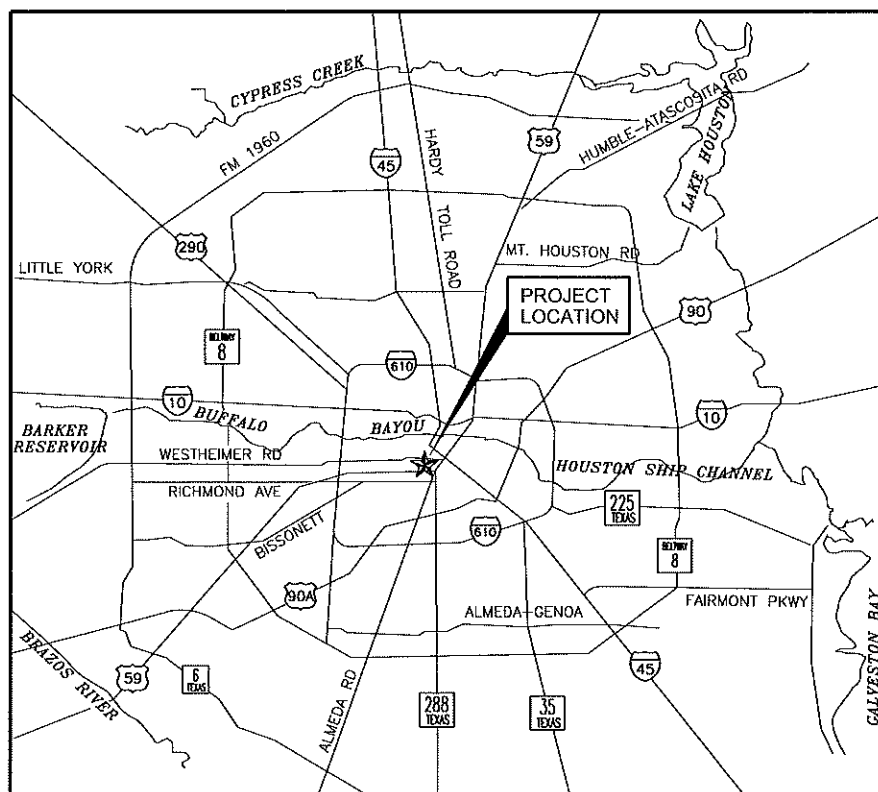 CYPRESS CREEK
FM 1960
45
HARDY
TOLL ROAD
59
HUMBLE-ATASCOSITA RD
LAKE HOUSTON
290
LITTLE YORK
MT. HOUSTON RD
PROJECT
LOCATION
90
BELTWAY
8
610
10
BUFFALO
BAYOU
10
BARKER
RESERVOIR
WESTHEIMER RD
HOUSTON SHIP CHANNEL
RICHMOND AVE
BISSONETT
225
TEXAS
610
BELTWAY
8
90A
ALMEDA-GENOA
FAIRMONT PKWY
GALVESTON BAY
BRAZOS RIVER
59
6
TEXAS
ALMEDA RD
288
TEXAS
35
TEXAS
45